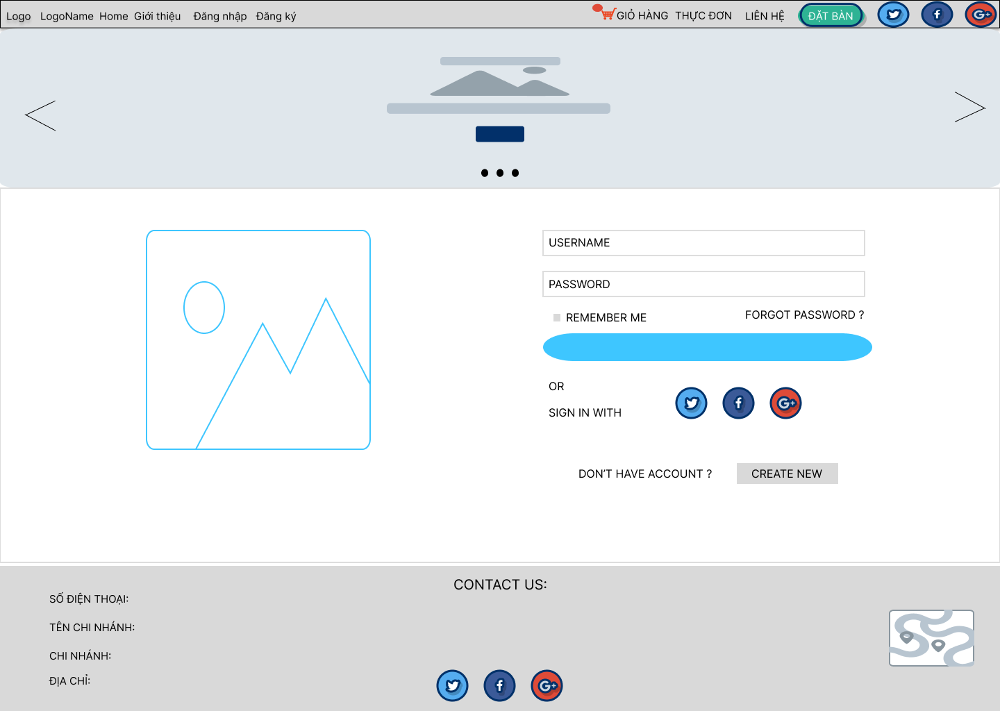 Logo LogoName Home Giới thiệu Đăng nhập Đăng ký GIỎ HÀNG THỰC ĐƠN LIÊN HỆ ĐẶT BÀN
USERNAME
PASSWORD
REMEMBER ME FORGOT PASSWORD ?
OR
SIGN IN WITH
DON'T HAVE ACCOUNT ? CREATE NEW
CONTACT US:
SỐ ĐIỆN THOẠI:
TÊN CHI NHÁNH:
CHI NHÁNH:
ĐỊA CHỈ: